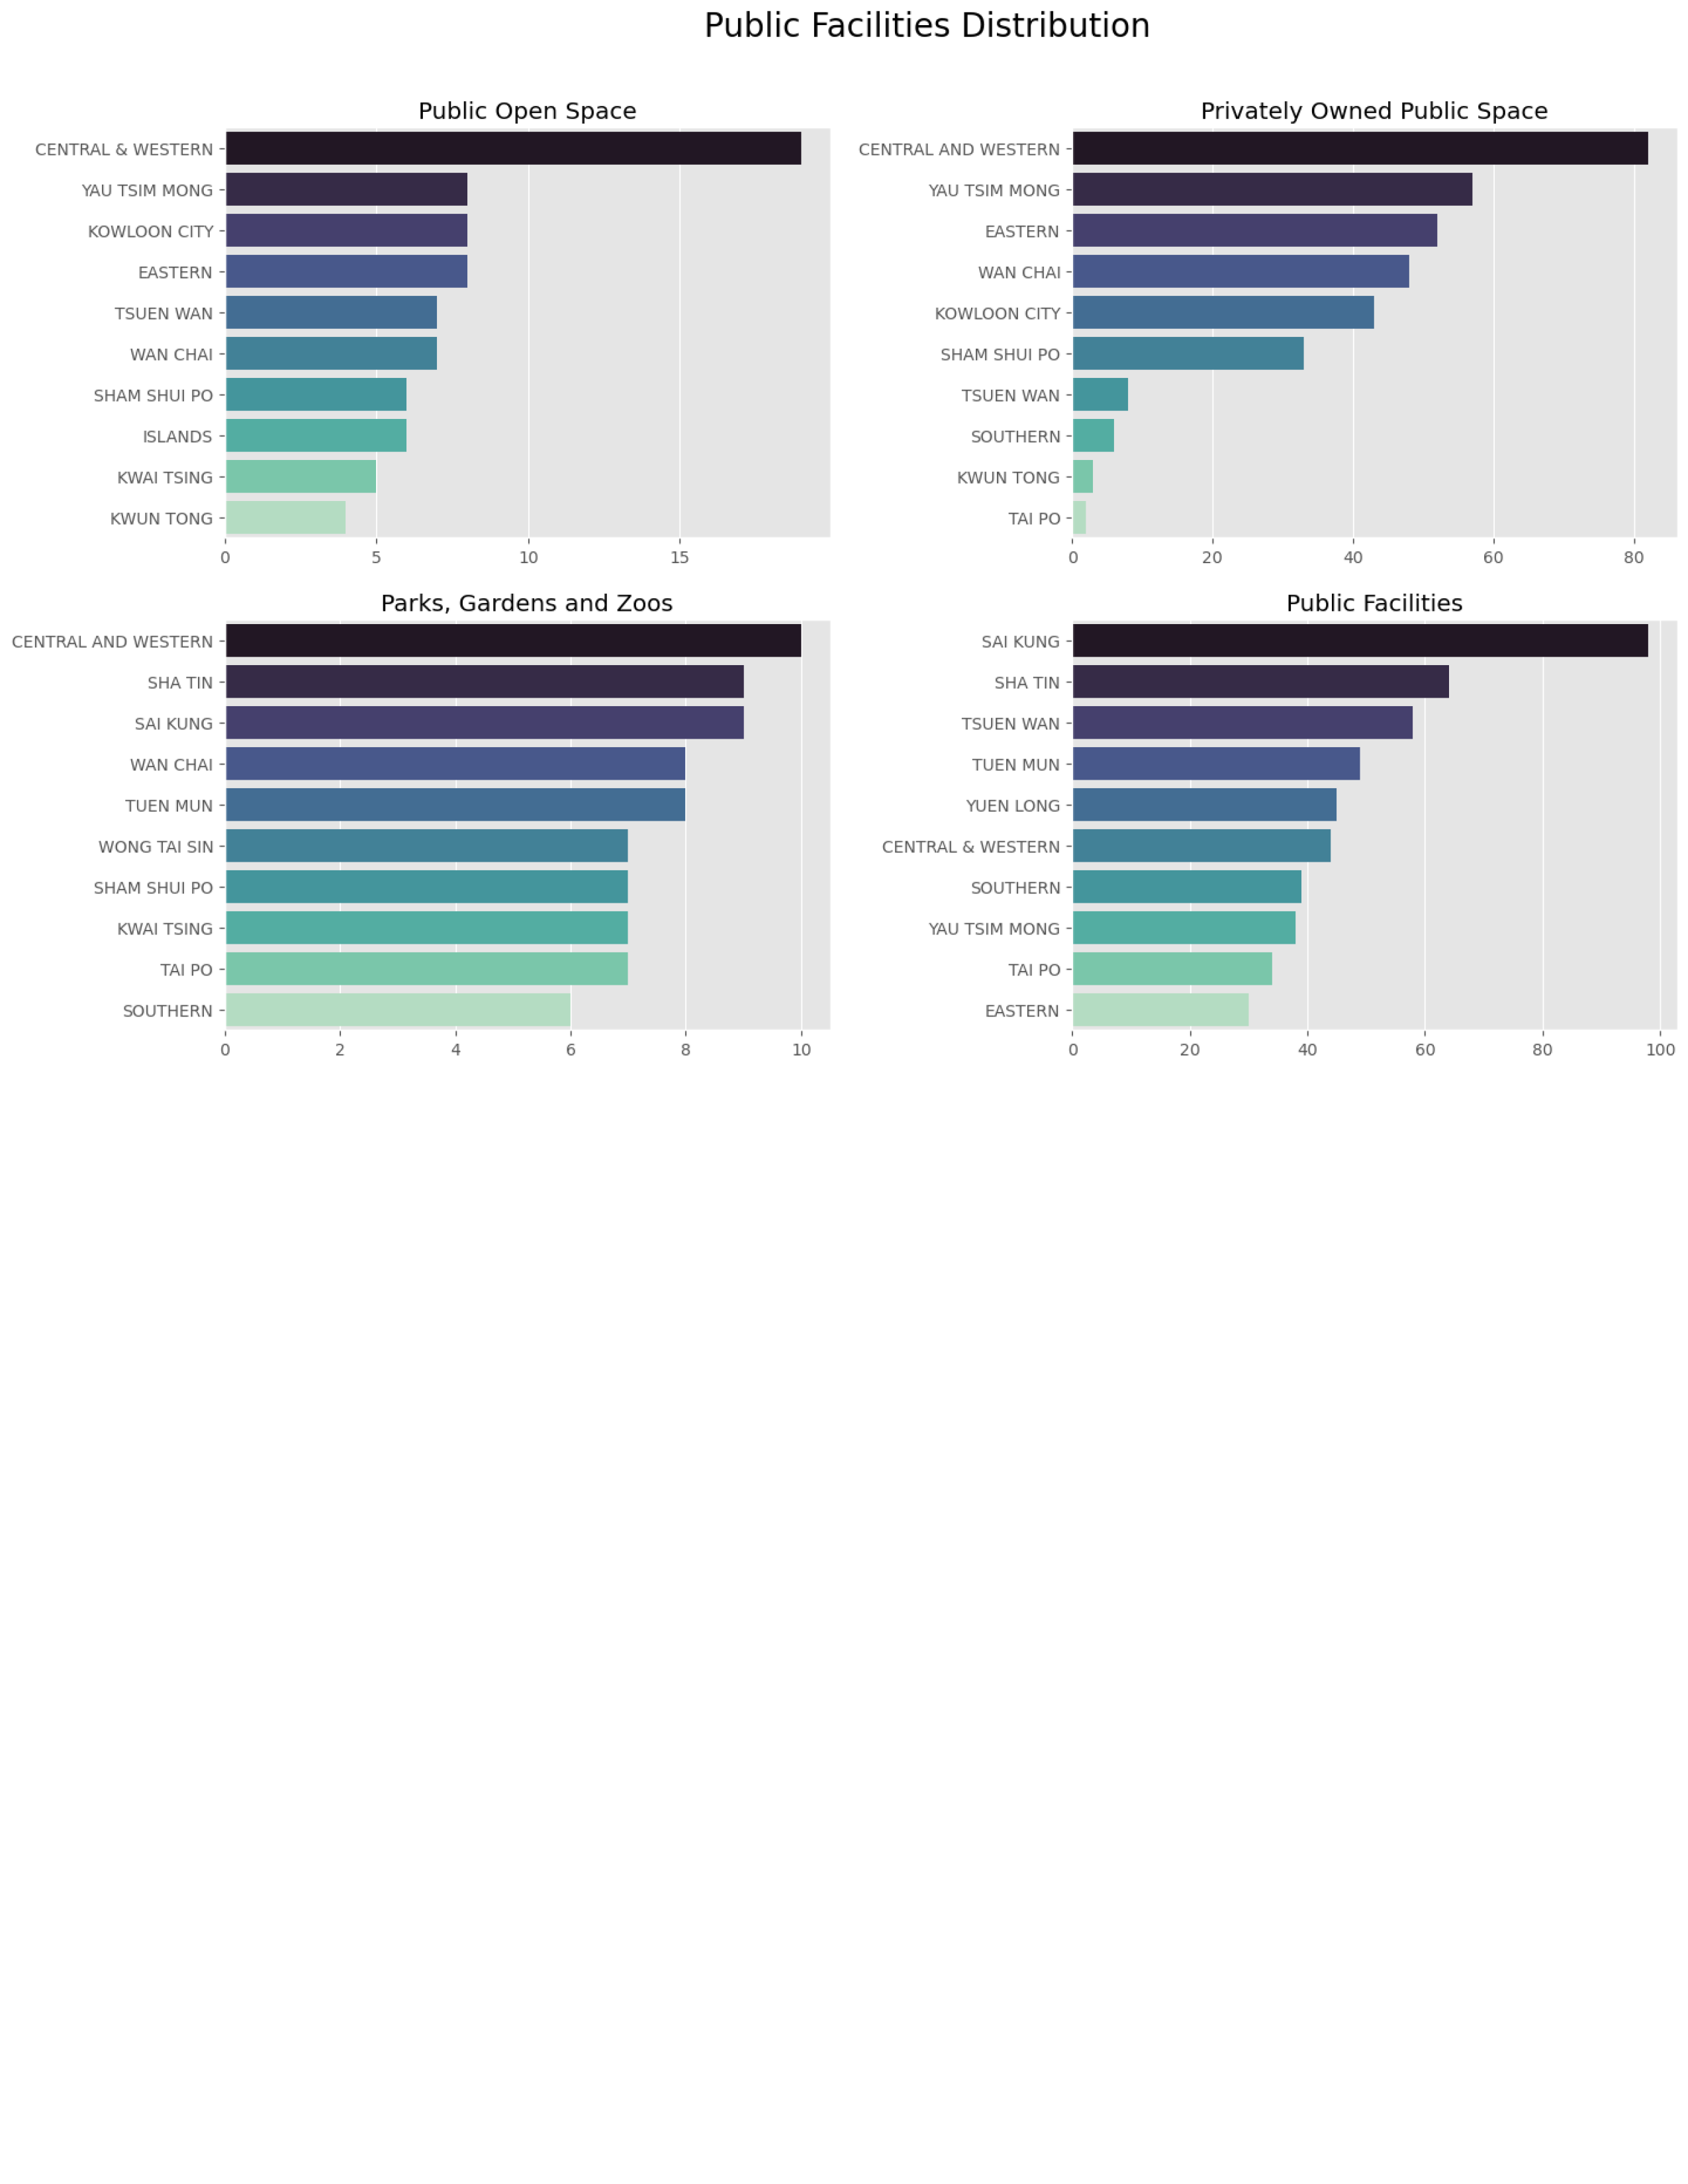 Public Facilities Distribution
Public Open Space
CENTRAL & WESTERN
YAU TSIM MONG
KOWLOON CITY
EASTERN
TSUEN WAN
WAN CHAI
SHAM SHUI PO
ISLANDS
KWAI TSING
KWUN TONG
0 5 10 15
Privately Owned Public Space
CENTRAL AND WESTERN
YAU TSIM MONG
EASTERN
WAN CHAI
KOWLOON CITY
SHAM SHUI PO
TSUEN WAN
SOUTHERN
KWUN TONG
TAI PO
0 20 40 60 80
Parks, Gardens and Zoos
CENTRAL AND WESTERN
SHA TIN
SAI KUNG
WAN CHAI
TUEN MUN
WONG TAI SIN
SHAM SHUI PO
KWAI TSING
TAI PO
SOUTHERN
0 2 4 6 8 10
Public Facilities
SAI KUNG
SHA TIN
TSUEN WAN
TUEN MUN
YUEN LONG
CENTRAL & WESTERN
SOUTHERN
YAU TSIM MONG
TAI PO
EASTERN
0 20 40 60 80 100